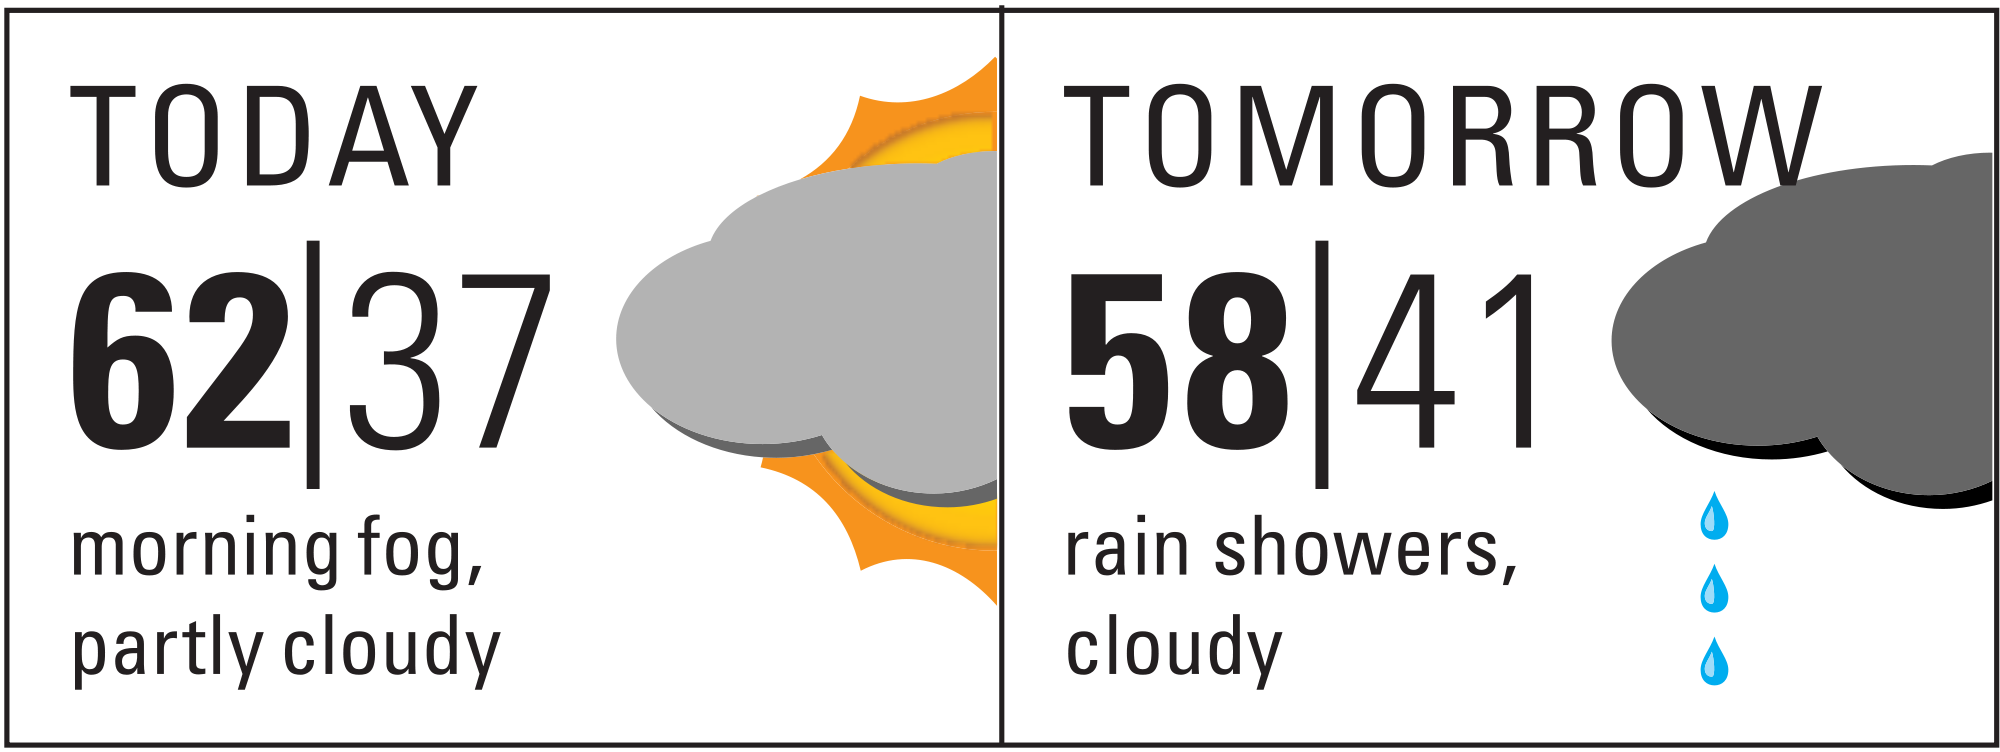 TODAY
62|37
morning fog,
partly cloudy
TOMORROW
58|41
rain showers,
cloudy